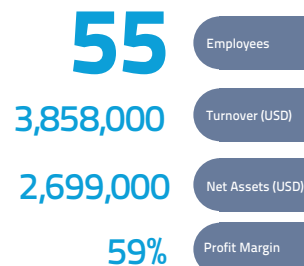 55 Employees
3,858,000 Turnover (USD)
2,699,000 Net Assets (USD)
59% Profit Margin